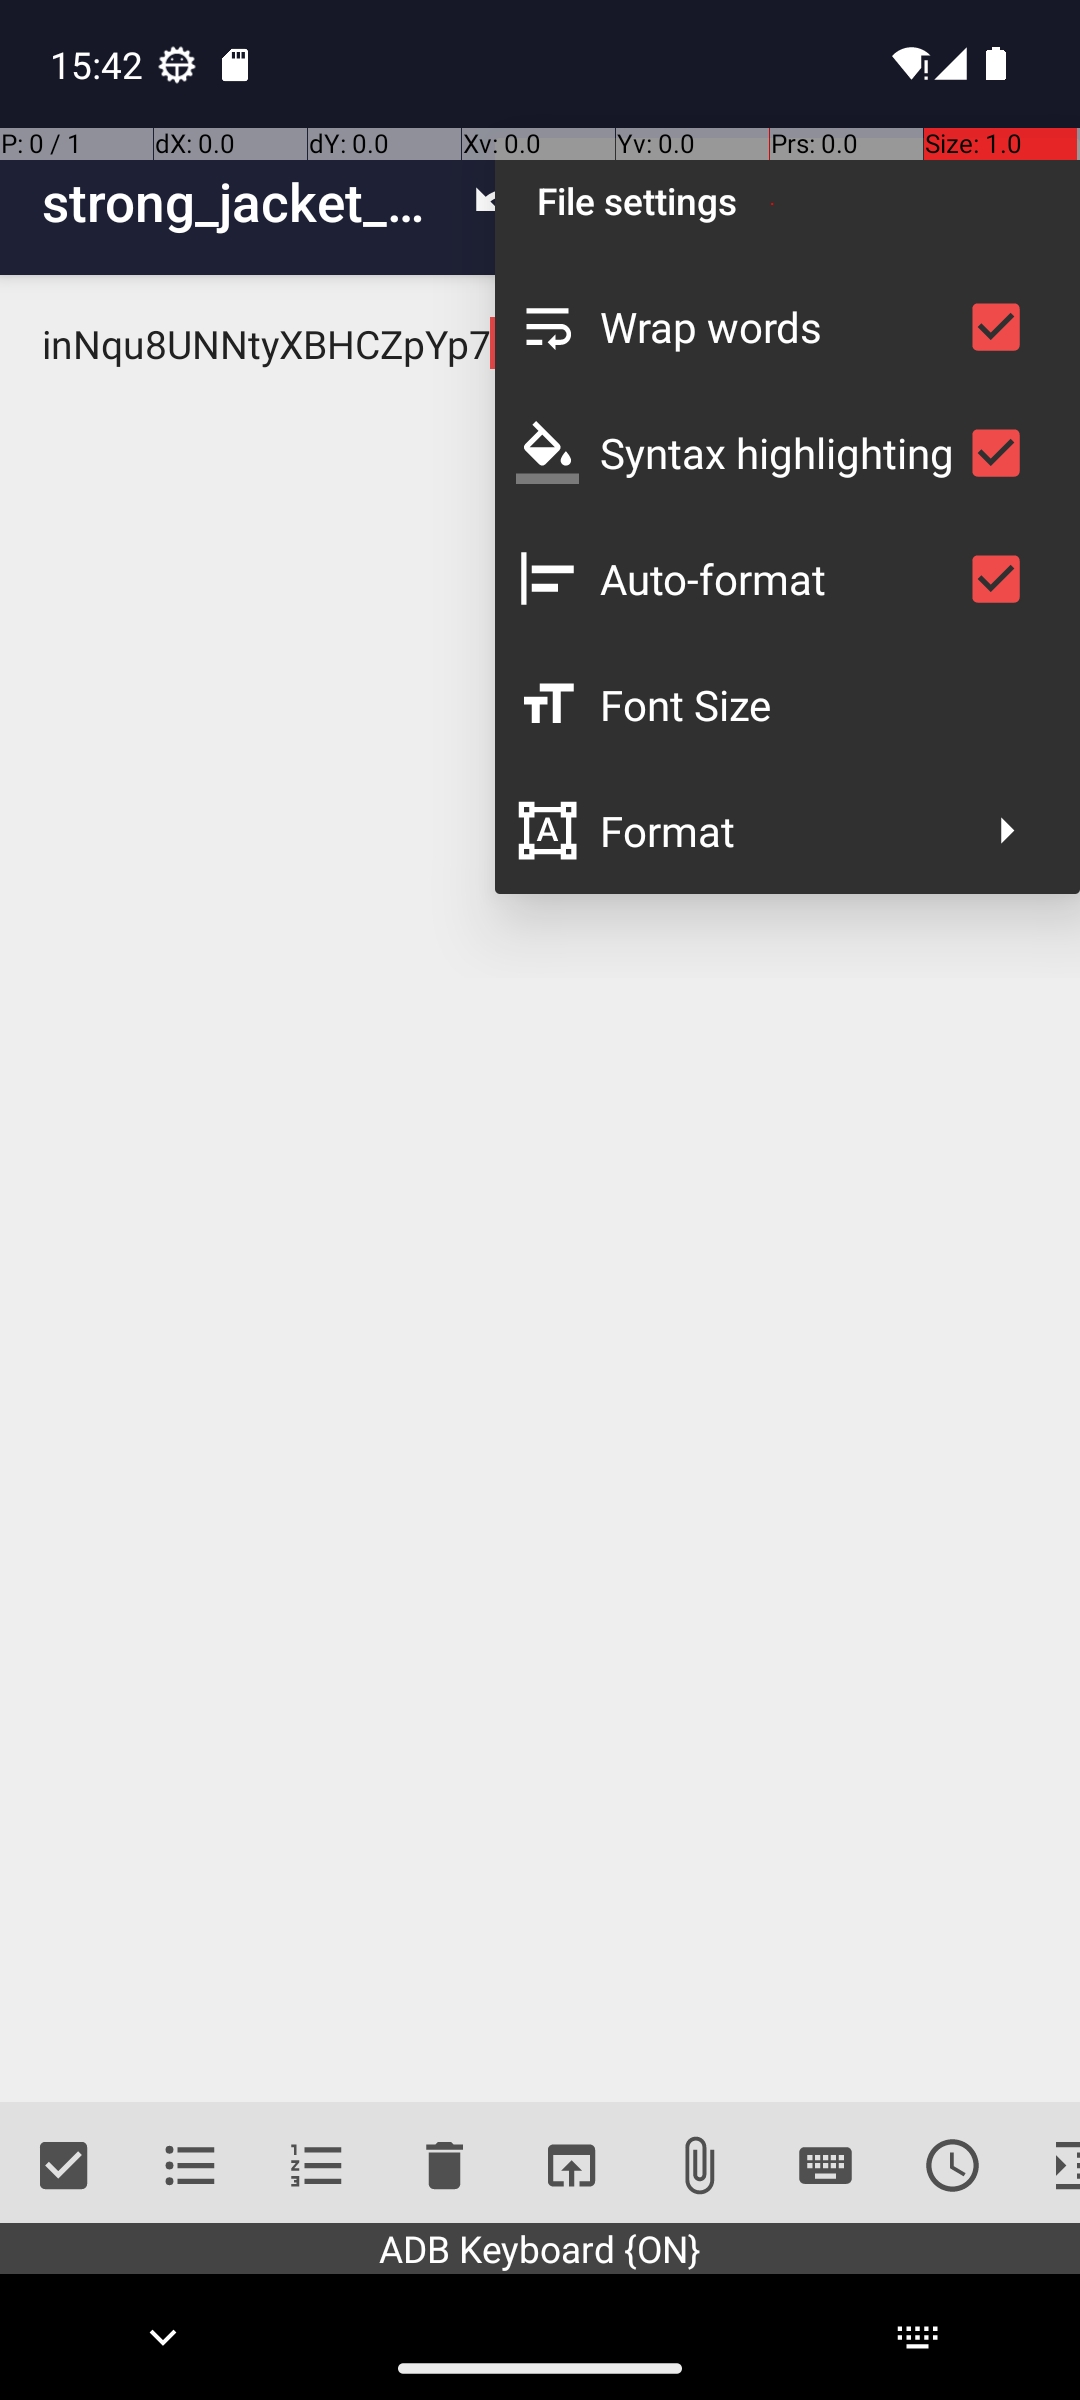 15:42
P: 0 / 1 dX: 0.0 dY: 0.0 Xv: 0.0 Yv: 0.0 Prs: 0.0 Size: 1.0
strong_jacket_...
File settings
inNqu8UNNtyXBHCZpYp7
Wrap words
Syntax highlighting
Auto-format
Font Size
Format
ADB Keyboard {ON}